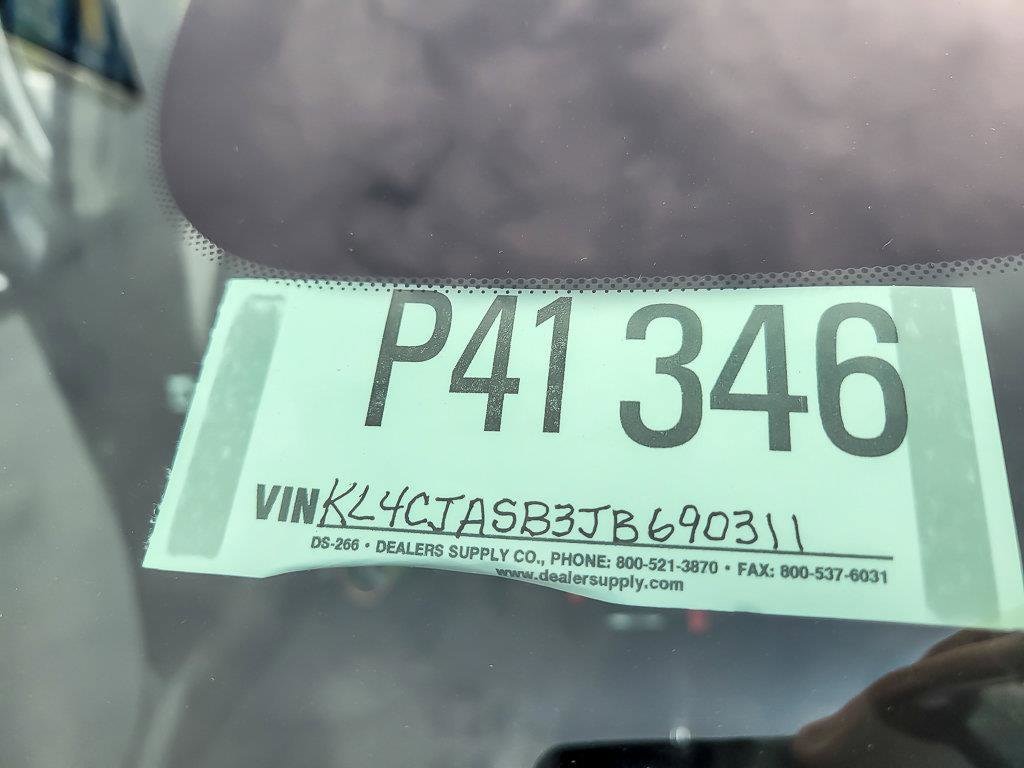 P41 346
VIN KL4CJASB3JB690311
DS-266 • DEALERS SUPPLY CO., PHONE: 800-521-3870 • FAX: 800-537-6031
www.dealersupply.com